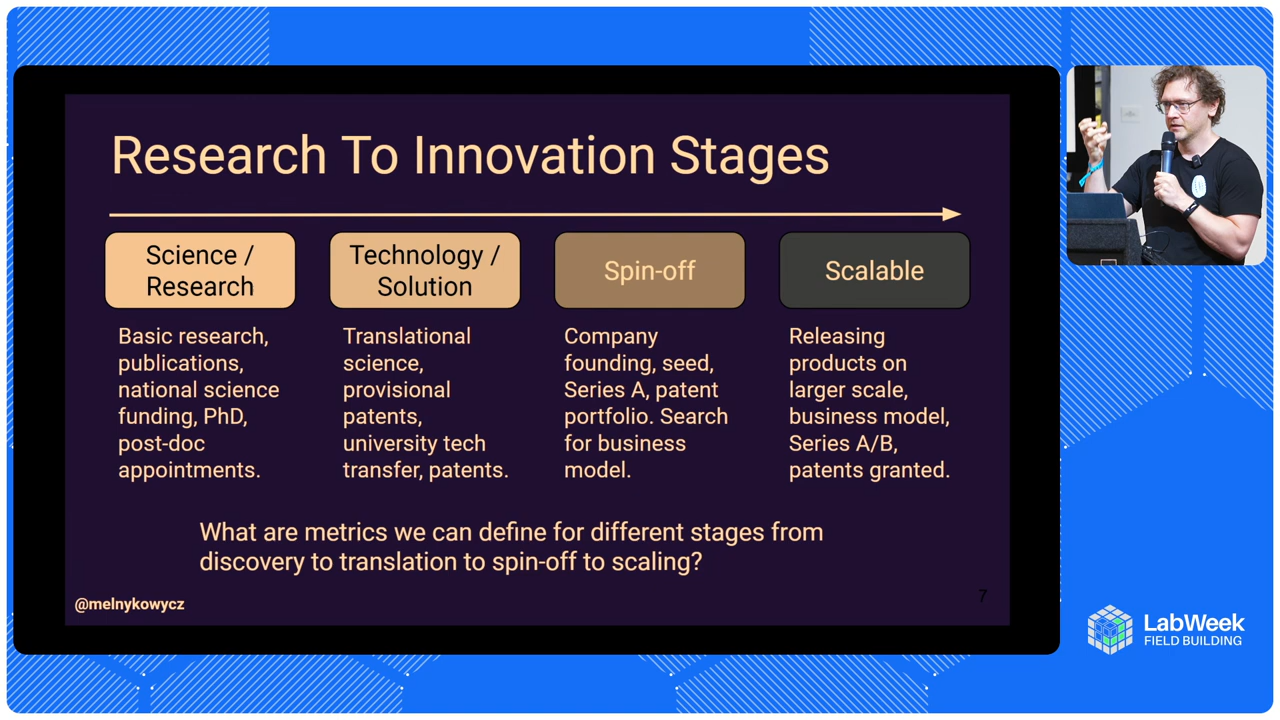 Research To Innovation Stages
Science /
Research
Technology /
Solution
Spin-off
Scalable
Basic research,
publications,
national science
funding, PhD,
post-doc
appointments.
Translational
science,
provisional
patents,
university tech
transfer, patents.
Company
founding, seed,
Series A, patent
portfolio. Search
for business
model.
Releasing
products on
larger scale,
business model,
Series A/B,
patents granted.
What are metrics we can define for different stages from
discovery to translation to spin-off to scaling?
@melnykowycz
7
LabWeek
FIELD BUILDING